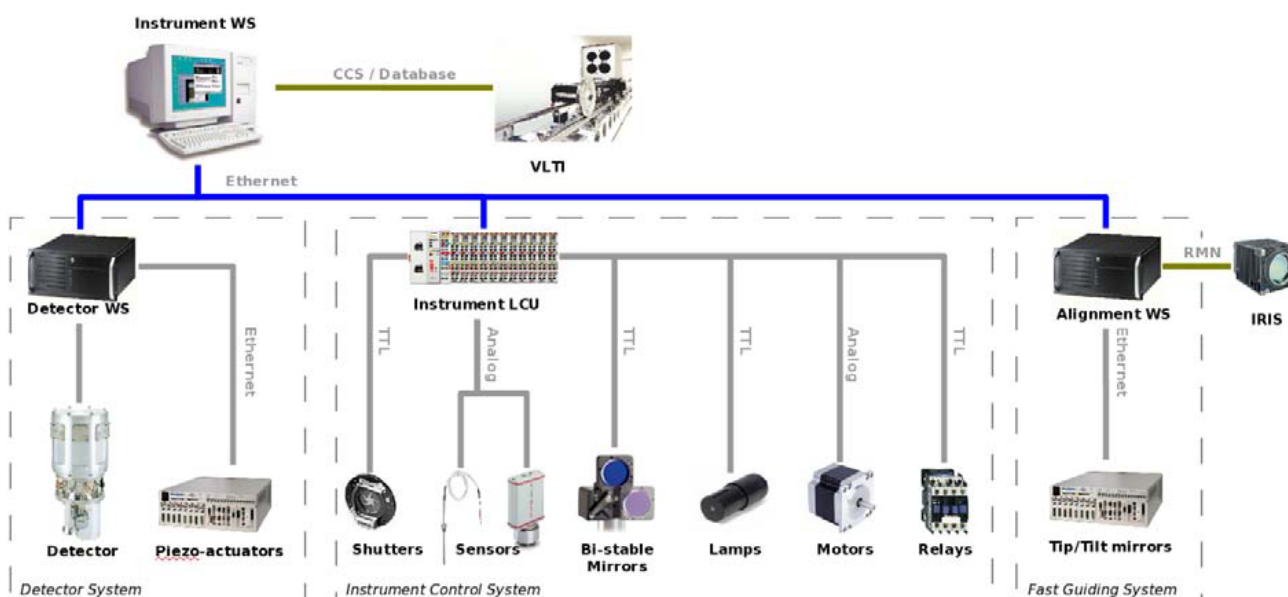 Instrument WS
CCS / Database
VLTI
Ethernet
RMN
Detector WS
Instrument LCU
Alignment WS
IRIS
Ethernet
TTL
Analog
TTL
TTL
Analog
TTL
Ethernet
Detector
Piezo-actuators
Shutters
Sensors
Bi-stable
Mirrors
Lamps
Motors
Relays
Tip/Tilt mirrors
Detector System
Instrument Control System
Fast Guiding System